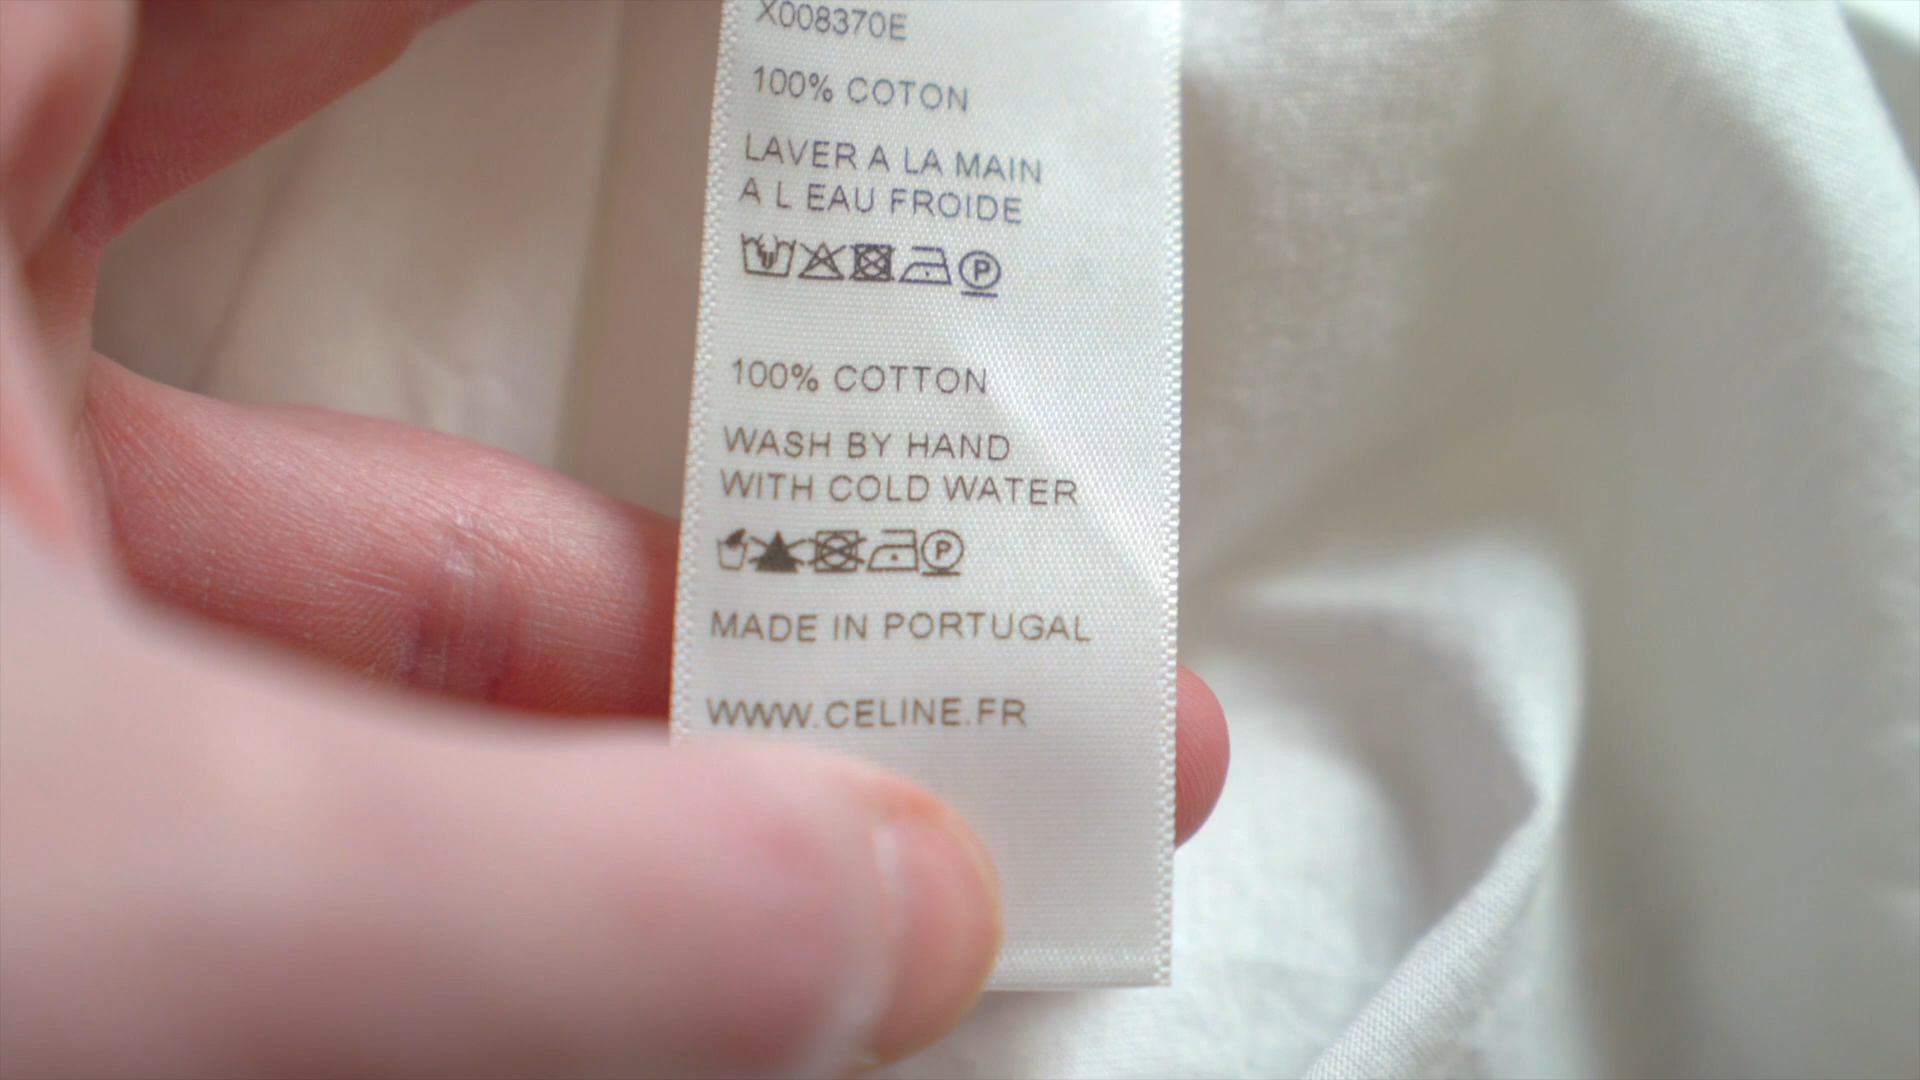 X008370E
100% COTON
LAVER A LA MAIN
A L EAU FROIDE
P
100% COTTON
WASH BY HAND
WITH COLD WATER
P
MADE IN PORTUGAL
WWW.CELINE.FR